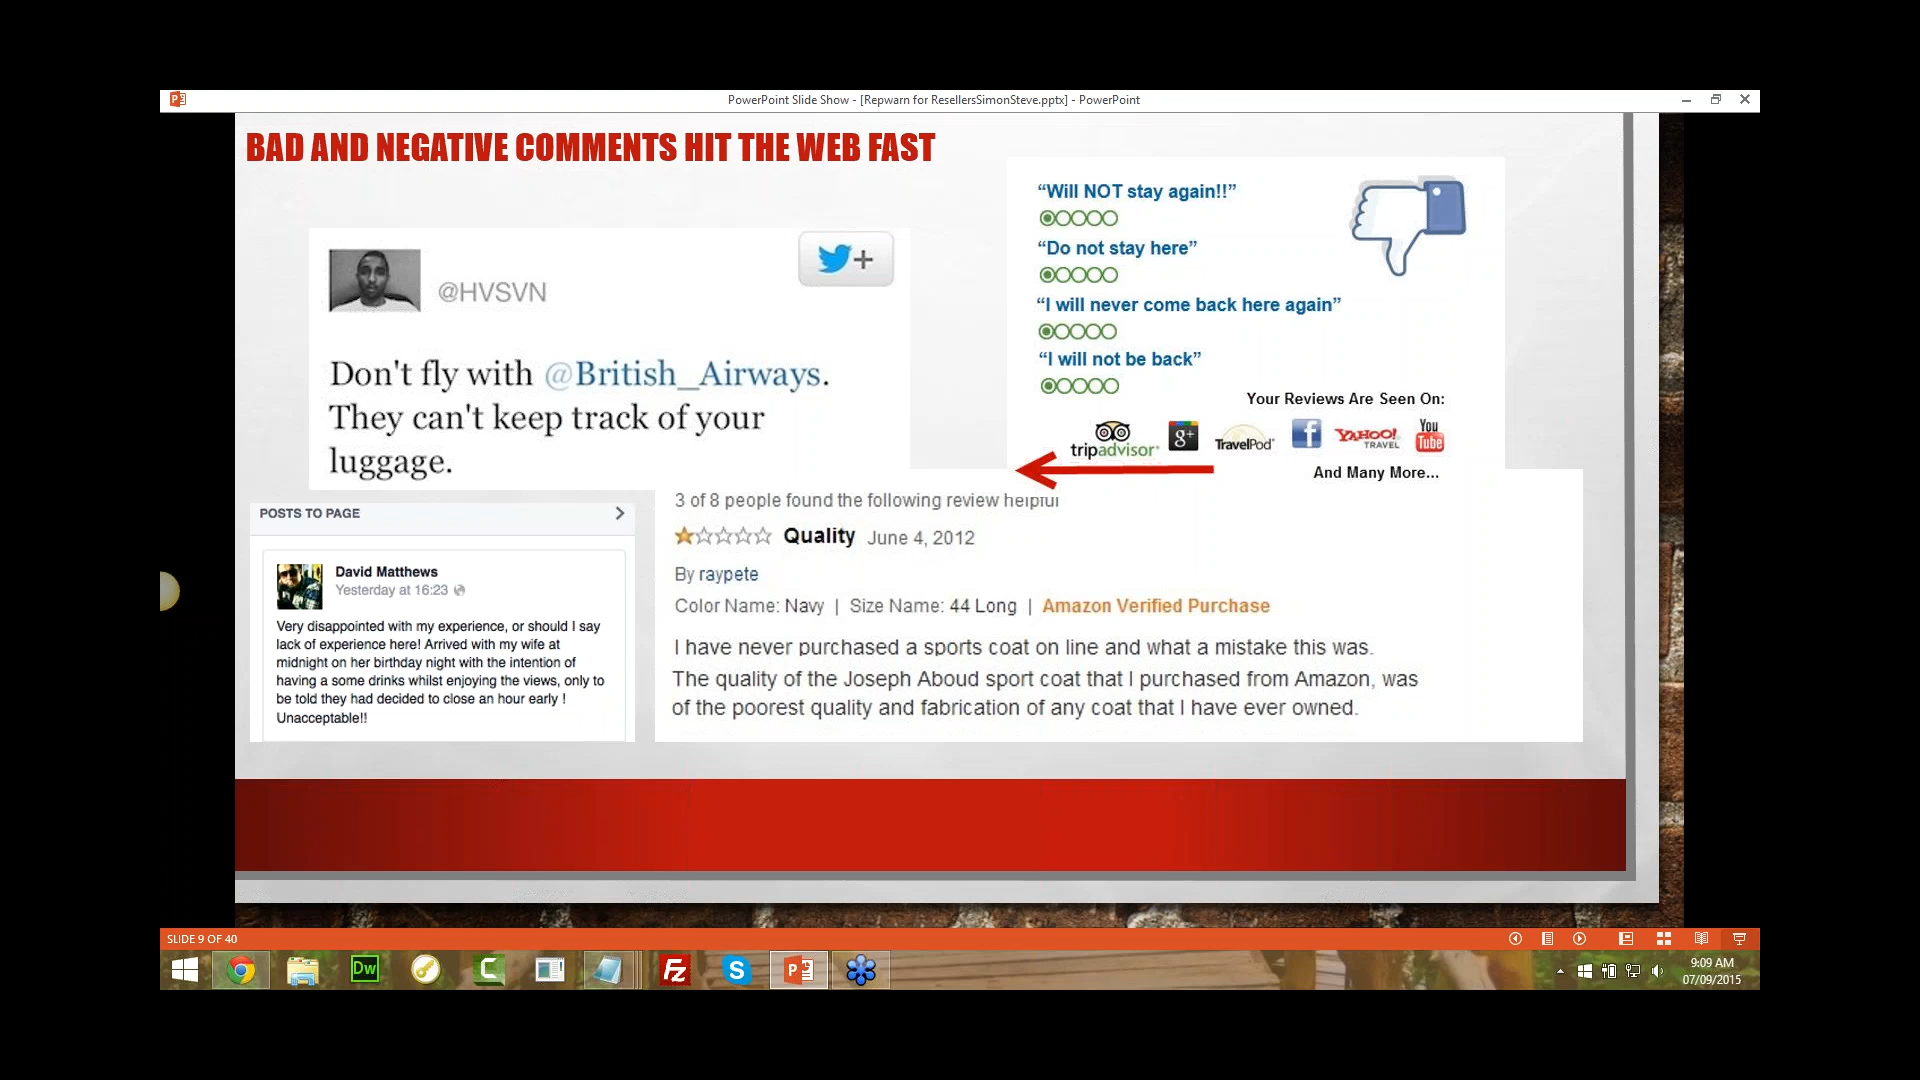 PowerPoint Slide Show - [Repwarn for ResellersSimonSteve.pptx] - PowerPoint
BAD AND NEGATIVE COMMENTS HIT THE WEB FAST
@HVSVN
Don't fly with @British_Airways.
They can't keep track of your
luggage.
“Will NOT stay again!!”
“Do not stay here”
“I will never come back here again”
“I will not be back”
Your Reviews Are Seen On:
tripadvisor
g+
TravelPod
f
YAHOO!
TRAVEL
You
Tube
And Many More...
POSTS TO PAGE
David Matthews
Yesterday at 16:23
Very disappointed with my experience, or should I say
lack of experience here! Arrived with my wife at
midnight on her birthday night with the intention of
having a some drinks whilst enjoying the views, only to
be told they had decided to close an hour early !
Unacceptable!!
3 of 8 people found the following review helpful
Quality June 4, 2012
By raypete
Color Name: Navy | Size Name: 44 Long | Amazon Verified Purchase
I have never purchased a sports coat on line and what a mistake this was.
The quality of the Joseph Aboud sport coat that I purchased from Amazon, was
of the poorest quality and fabrication of any coat that I have ever owned.
SLIDE 9 OF 40
Dw
C
Fz
S
P
9:09 AM
07/09/2015